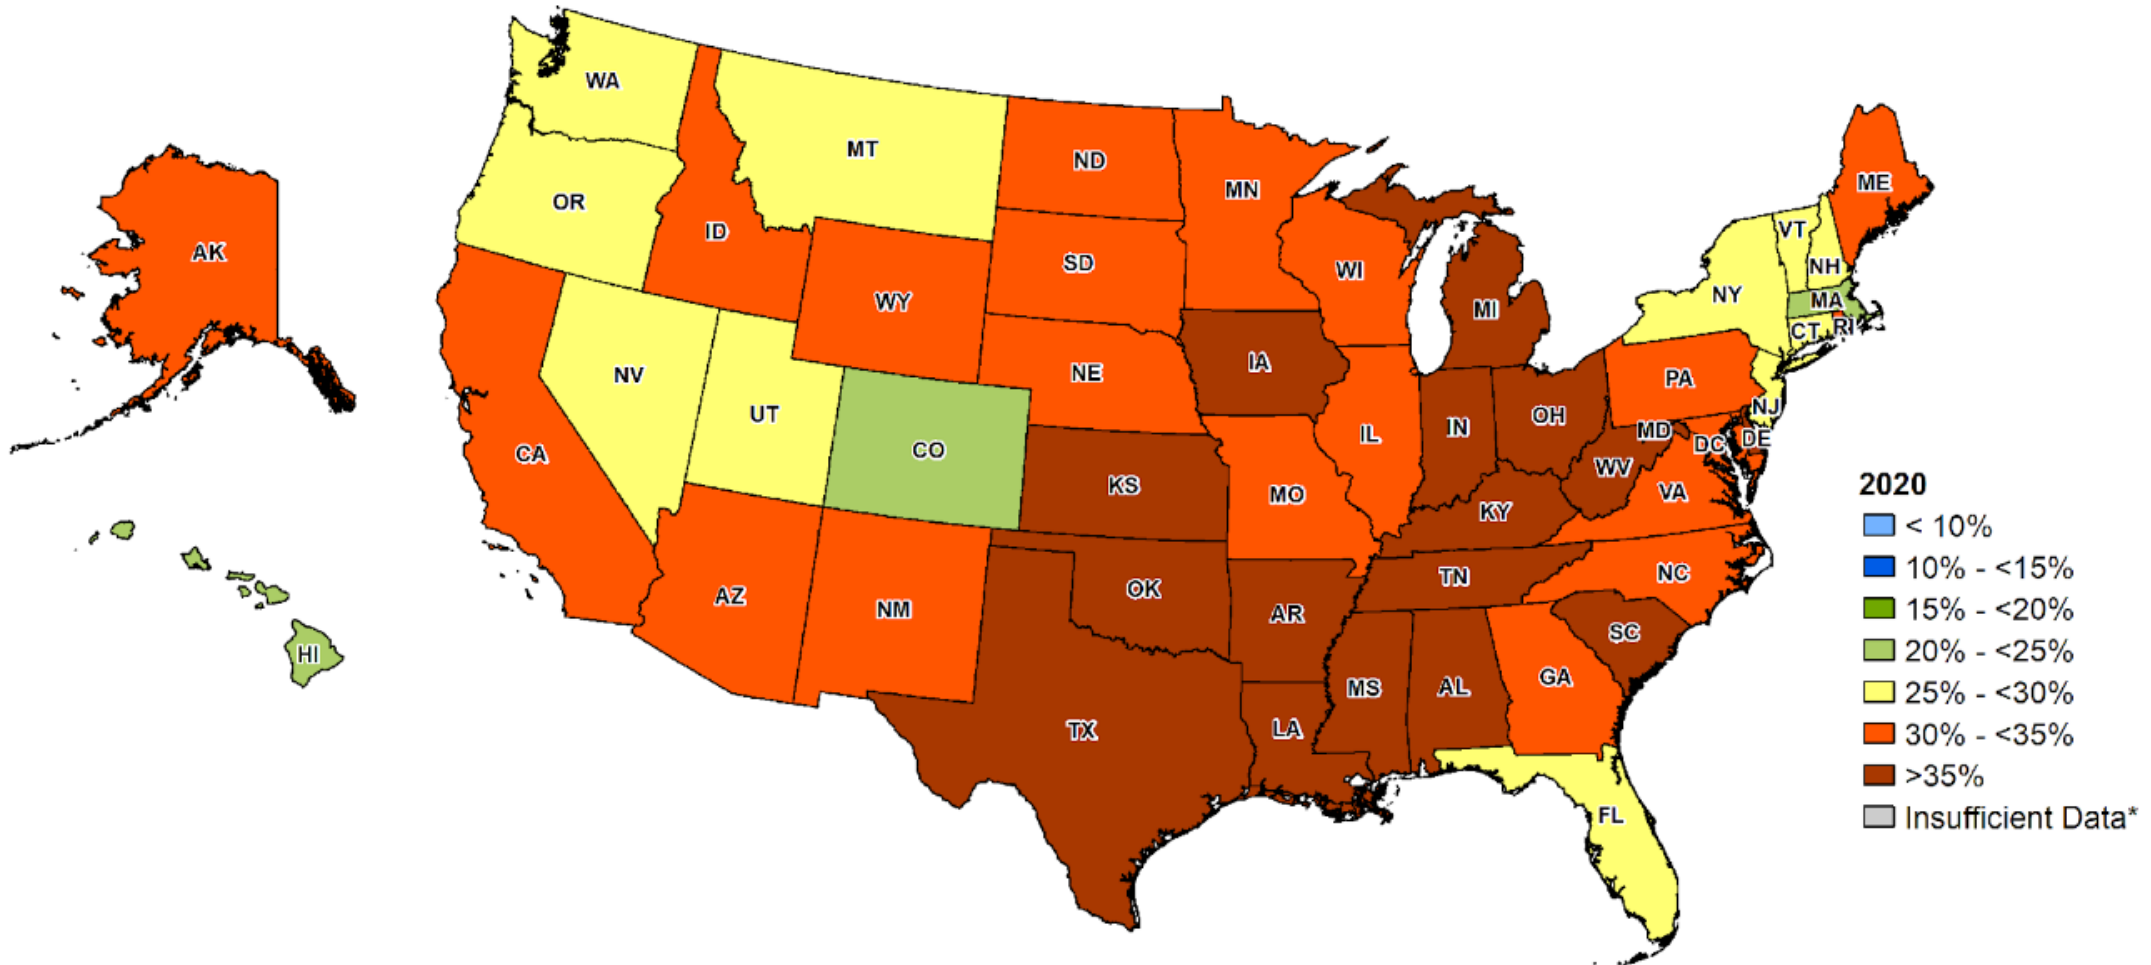 WA
MT
ND
MN
ME
OR
ID
SD
WI
VT
NH
AK
WY
NY
MA
MI
CT
RI
NV
NE
IA
PA
UT
NJ
CO
IL
IN
OH
MD
DC
DE
CA
KS
MO
WV
VA
KY
AZ
NM
OK
AR
TN
NC
SC
HI
TX
LA
MS
AL
GA
FL
2020
< 10%
10% - <15%
15% - <20%
20% - <25%
25% - <30%
30% - <35%
>35%
Insufficient Data*